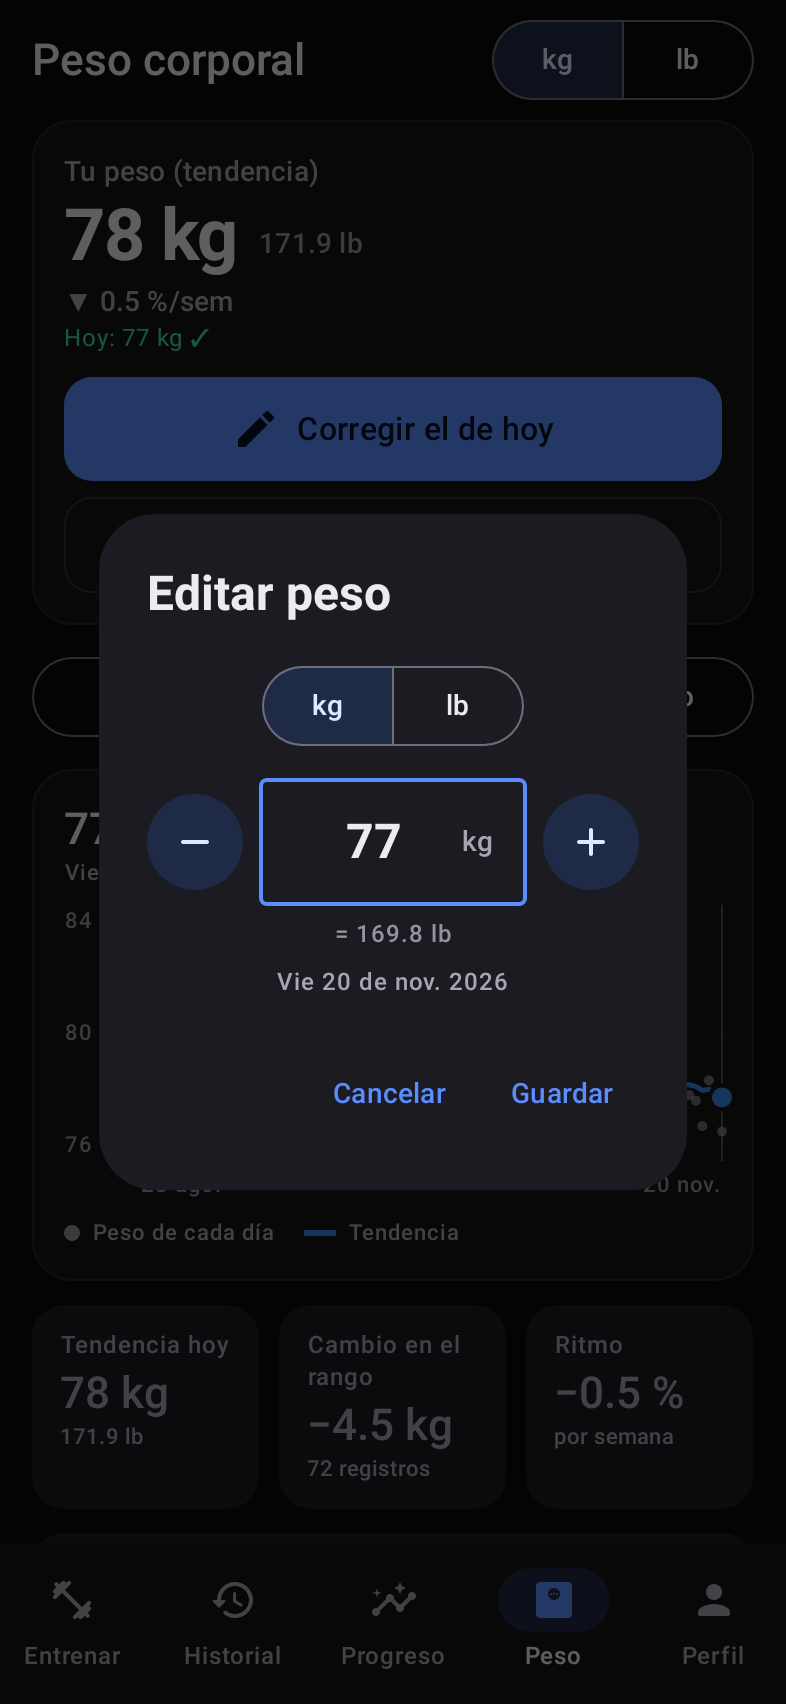 Peso corporal
kg
lb
Tu peso (tendencia)
78 kg 171.9 lb
▼ 0.5 %/sem
Hoy: 77 kg ✓
Corregir el de hoy
Editar peso
kg
lb
77 kg
= 169.8 lb
Vie 20 de nov. 2026
Cancelar
Guardar
77
Vie
84
80
76
20 nov.
Peso de cada día
Tendencia
Tendencia hoy
78 kg
171.9 lb
Cambio en el
rango
−4.5 kg
72 registros
Ritmo
−0.5 %
por semana
Entrenar
Historial
Progreso
Peso
Perfil